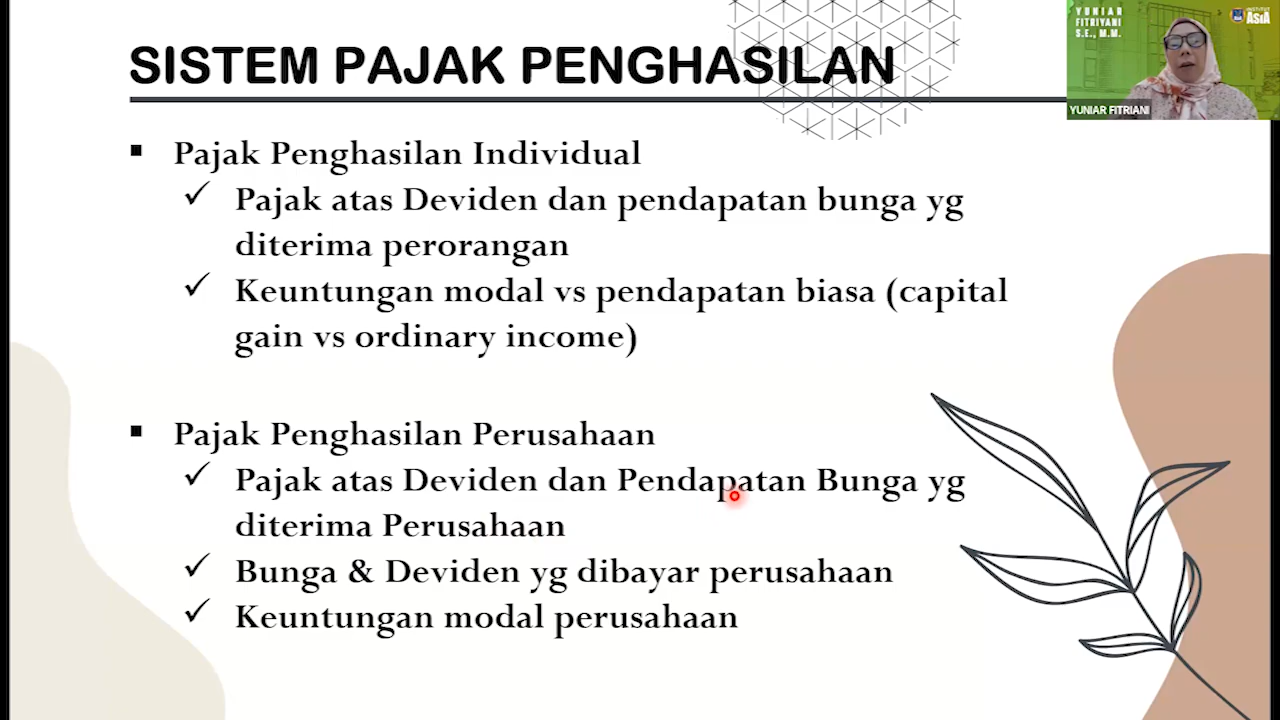 SISTEM PAJAK PENGHASILAN
▪ Pajak Penghasilan Individual
✓ Pajak atas Deviden dan pendapatan bunga yg
diterima perorangan
✓ Keuntungan modal vs pendapatan biasa (capital
gain vs ordinary income)
▪ Pajak Penghasilan Perusahaan
✓ Pajak atas Deviden dan Pendapatan Bunga yg
diterima Perusahaan
✓ Bunga & Deviden yg dibayar perusahaan
✓ Keuntungan modal perusahaan
YUNIAR
FITRIYANI
S.E., M.M.
INSTITUT
ASIA
YUNIAR FITRIANI